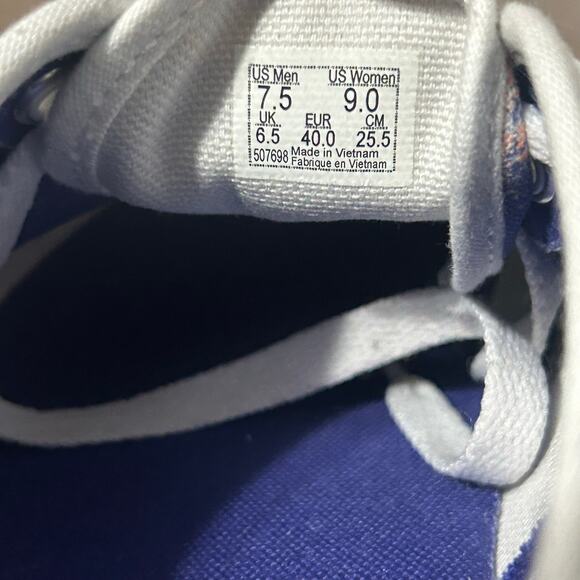 US Men US Women
7.5 9.0
UK EUR CM
6.5 40.0 25.5
507698 Made in Vietnam
Fabrique en Vietnam